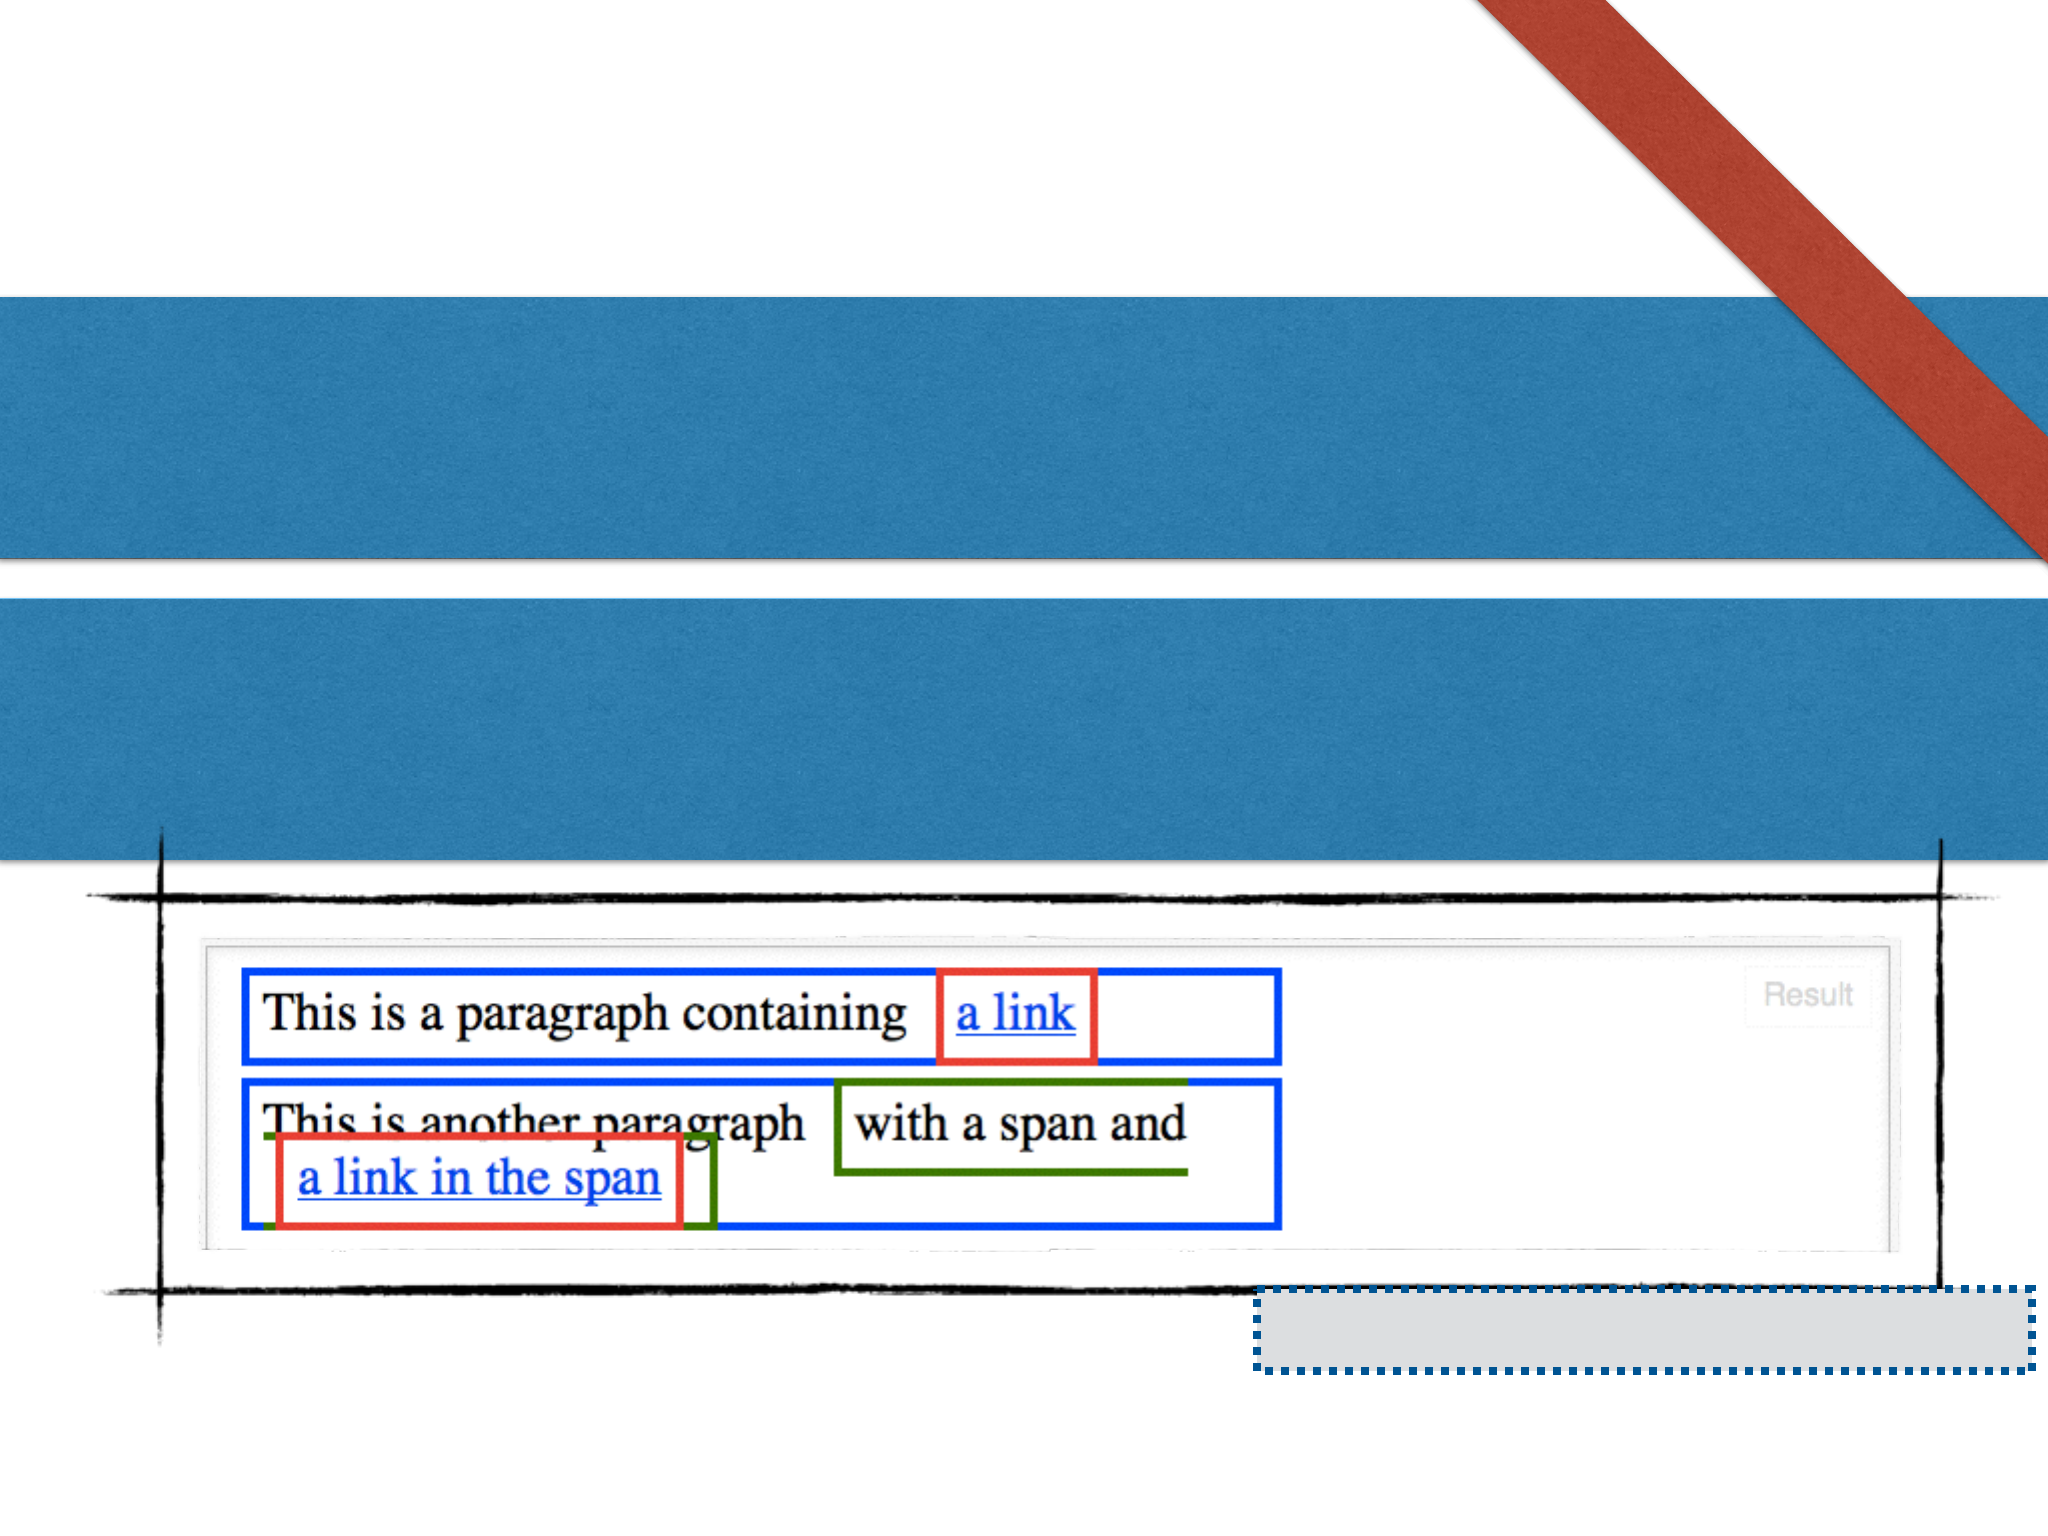 Result
This is a paragraph containing a link
This is another paragraph with a span and
a link in the span